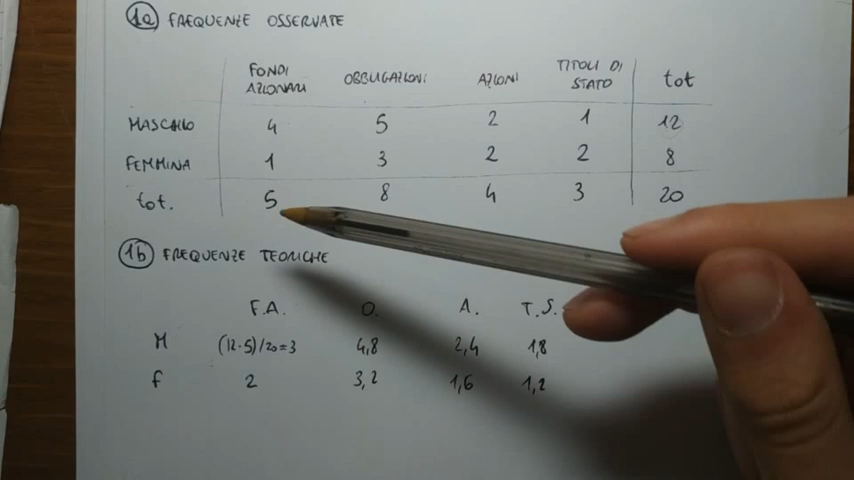 1a FREQUENZE OSSERVATE
FONDI AZIONARI OBBLIGAZIONI AZIONI TITOLI DI STATO tot
MASCHIO 4 5 2 1 12
FEMMINA 1 3 2 2 8
tot. 5 8 4 3 20
1b FREQUENZE TEORICHE
F.A. O. A. T.S.
M (12·5)/20=3 4,8 2,4 1,8
F 2 3,2 1,6 1,2